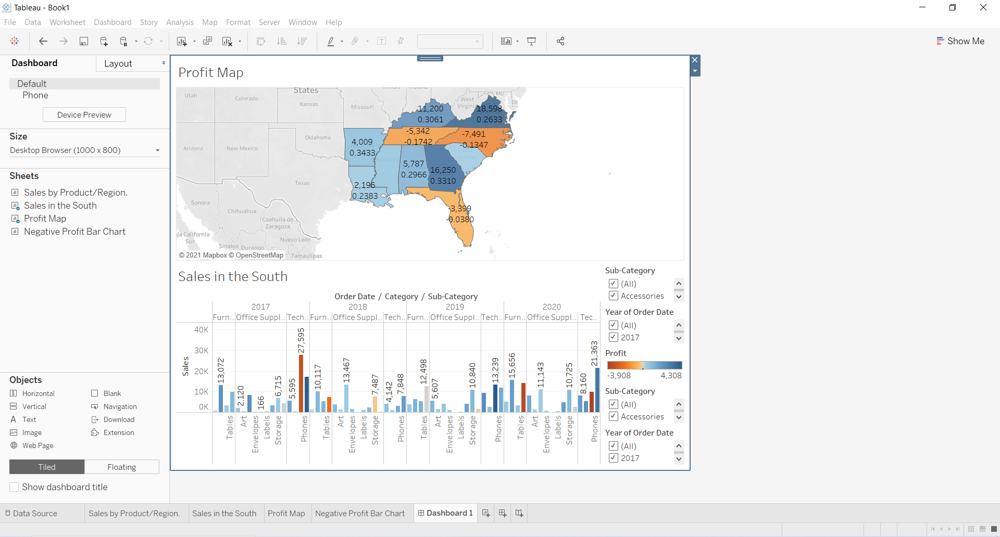 Tableau - Book1
File Data Worksheet Dashboard Story Analysis Map Format Server Window Help
Show Me
Dashboard Layout
Default
Phone
Device Preview
Size
Desktop Browser (1000 x 800)
Sheets
Sales by Product/Region.
Sales in the South
Profit Map
Negative Profit Bar Chart
Objects
Horizontal Blank
Vertical Navigation
Text Download
Image Extension
Web Page
Tiled Floating
Show dashboard title
Profit Map
States
Utah
Colorado
Kansas
Missouri
Illinois
Indiana
West
Virginia
MD
DE
Arizona
New Mexico
Oklahoma
Texas
South
Carolina
Sonora
Chihuahua
Coahuila de
Zaragoza
ja California
Sur
Sinaloa
Durango
Nuevo León
Tamaulipas
11,200
0.3061
18,598
0.2633
-5,342
-0.1742
-7,491
-0.1347
4,009
0.3433
5,787
0.2966
16,250
0.3310
2,196
0.2383
-3,399
-0.0380
© 2021 Mapbox © OpenStreetMap
Sales in the South
Order Date / Category / Sub-Category
2017 2018 2019 2020
Furn.. Office Suppl.. Tech.. Furn.. Office Suppl.. Tech.. Furn.. Office Suppl.. Tech.. Furn.. Office Suppl.. Tec..
Sales
40K
30K
20K
10K
0K
13,072
2,120
166
6,715
5,595
27,595
10,117
13,467
7,487
4,142
7,848
12,498
5,607
10,840
13,239
15,656
11,143
10,725
8,160
21,363
Tables Art Envelopes Labels Storage Phones Tables Art Envelopes Labels Storage Phones Tables Art Envelopes Labels Storage Phones Tables Art Envelopes Labels Storage Phones
Sub-Category
(All)
Accessories
Year of Order Date
(All)
2017
Profit
-3,908 4,308
Sub-Category
(All)
Accessories
Year of Order Date
(All)
2017
Data Source Sales by Product/Region. Sales in the South Profit Map Negative Profit Bar Chart Dashboard 1